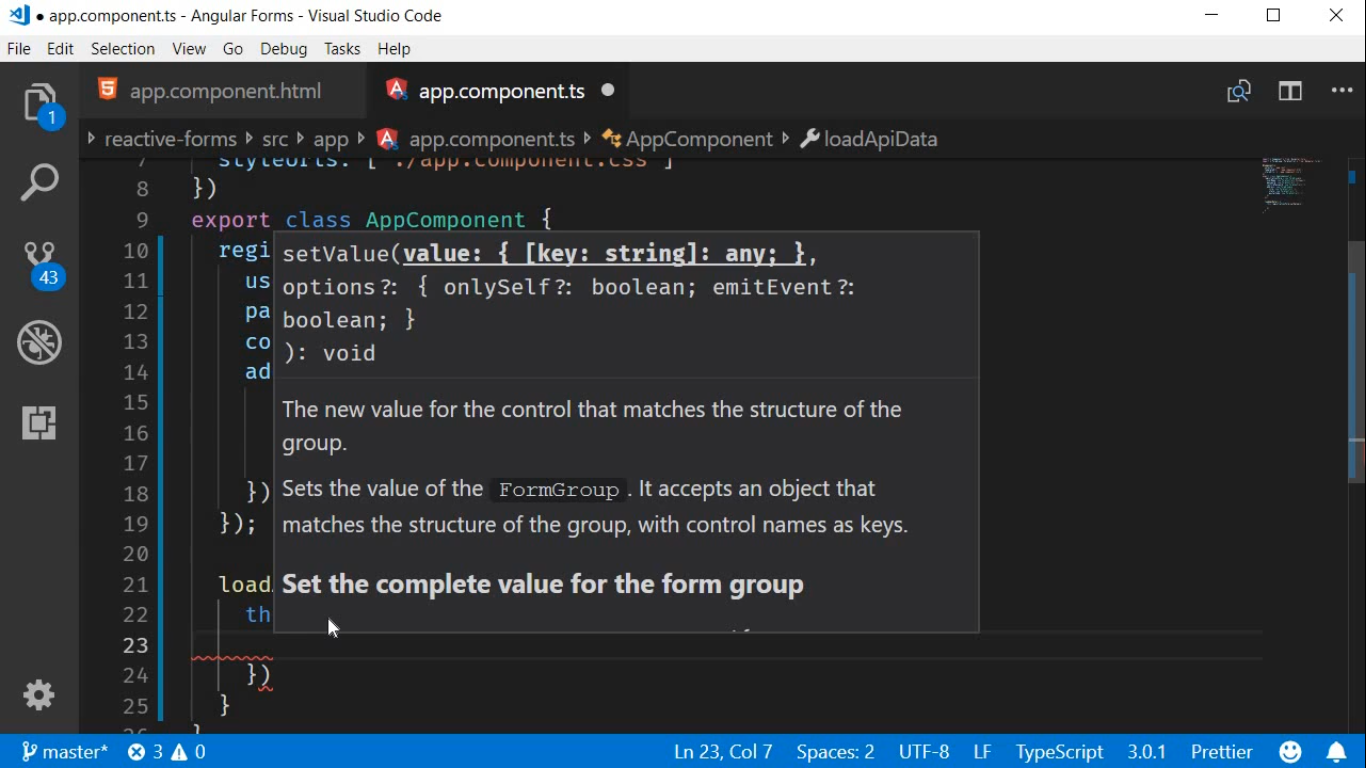 ● app.component.ts - Angular Forms - Visual Studio Code
File Edit Selection View Go Debug Tasks Help
app.component.html app.component.ts
reactive-forms src app app.component.ts AppComponent loadApiData
7 styleUrls: ["./app.component.css"]
8 })
9 export class AppComponent {
10 regi
11 us
12 pa
13 co
14 ad
15
16
17
18 })
19 });
20
21 load
22 th
23
24 })
25 }
26 }
setValue(value: { [key: string]: any; },
options?: { onlySelf?: boolean; emitEvent?:
boolean; }
): void
The new value for the control that matches the structure of the
group.
Sets the value of the FormGroup. It accepts an object that
matches the structure of the group, with control names as keys.
Set the complete value for the form group
1
43
master* 3 0 Ln 23, Col 7 Spaces: 2 UTF-8 LF TypeScript 3.0.1 Prettier